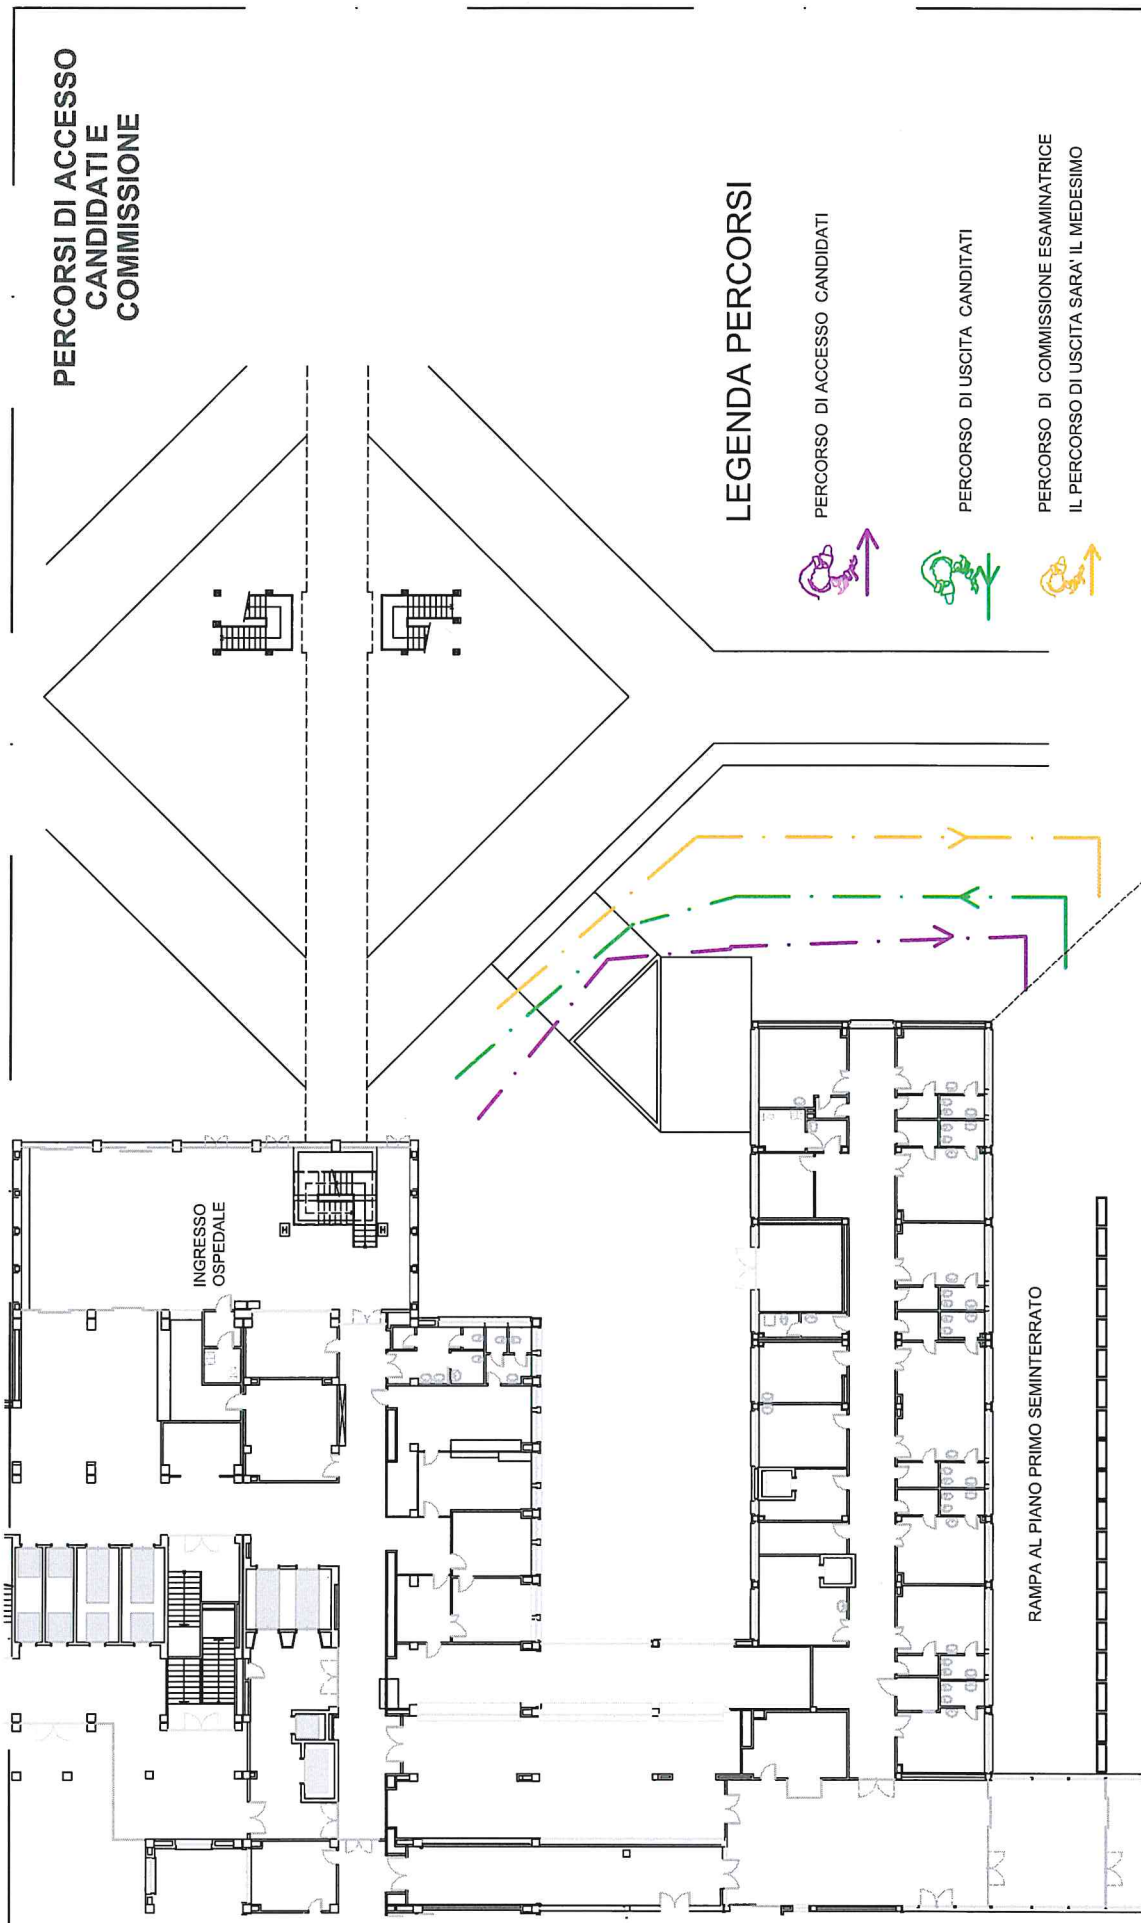 PERCORSI DI ACCESSO
CANDIDATI E
COMMISSIONE
INGRESSO
OSPEDALE
H
H
LEGENDA PERCORSI
PERCORSO DI ACCESSO CANDIDATI
PERCORSO DI USCITA CANDITATI
PERCORSO DI COMMISSIONE ESAMINATRICE
IL PERCORSO DI USCITA SARA' IL MEDESIMO
RAMPA AL PIANO PRIMO SEMINTERRATO